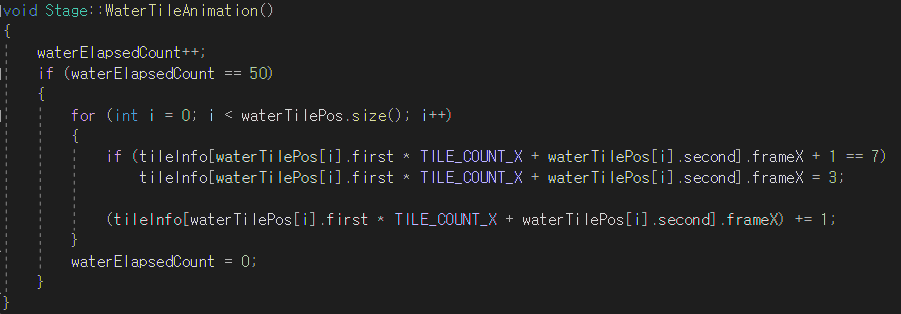 void Stage::WaterTileAnimation()
{
    waterElapsedCount++;
    if (waterElapsedCount == 50)
    {
        for (int i = 0; i < waterTilePos.size(); i++)
        {
            if (tileInfo[waterTilePos[i].first * TILE_COUNT_X + waterTilePos[i].second].frameX + 1 == 7)
                tileInfo[waterTilePos[i].first * TILE_COUNT_X + waterTilePos[i].second].frameX = 3;

            (tileInfo[waterTilePos[i].first * TILE_COUNT_X + waterTilePos[i].second].frameX) += 1;
        }
        waterElapsedCount = 0;
    }
}